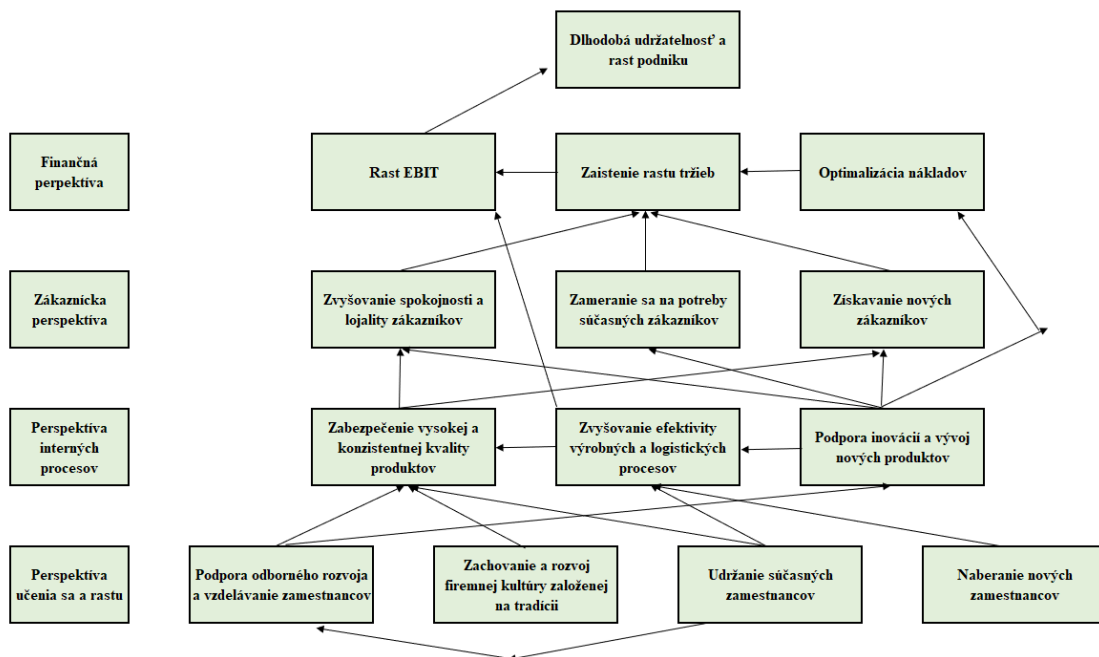 Dlhodobá udržatelnosť a
rast podniku
Finančná
perpektíva
Rast EBIT
Zaistenie rastu tržieb
Optimalizácia nákladov
Zákaznícka
perspektíva
Zvyšovanie spokojnosti a
lojality zákazníkov
Zameranie sa na potreby
súčasných zákazníkov
Získavanie nových
zákazníkov
Perspektíva
interných
procesov
Zabezpečenie vysokej a
konzistentnej kvality
produktov
Zvyšovanie efektivity
výrobných a logistických
procesov
Podpora inovácií a vývoj
nových produktov
Perspektíva
učenia sa a rastu
Podpora odborného rozvoja
a vzdelávanie zamestnancov
Zachovanie a rozvoj
firemnej kultúry založenej
na tradícii
Udržanie súčasných
zamestnancov
Naberanie nových
zamestnancov